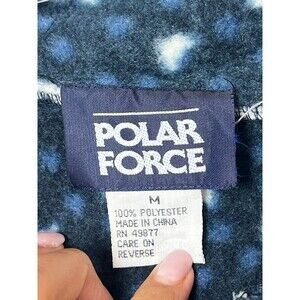 POLAR
FORCE
M
100% POLYESTER
MADE IN CHINA
RN 49877
CARE ON
REVERSE